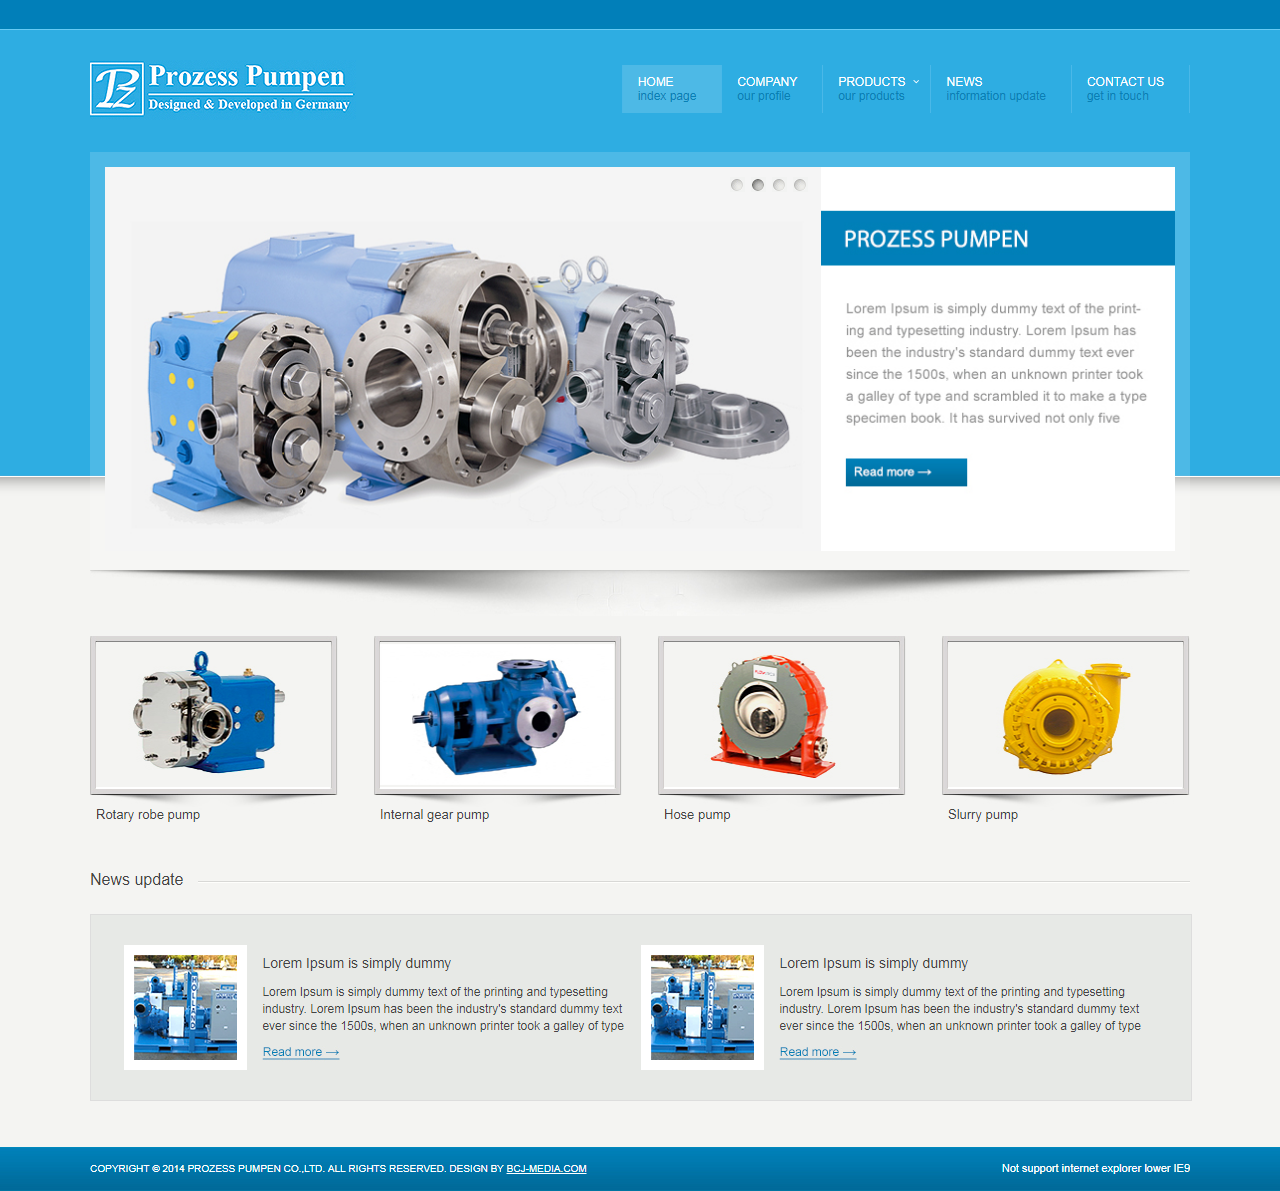 Prozess Pumpen
Designed & Developed in Germany
HOME
index page
COMPANY
our profile
PRODUCTS
our products
NEWS
information update
CONTACT US
get in touch
PROZESS PUMPEN
Lorem Ipsum is simply dummy text of the print-
ing and typesetting industry. Lorem Ipsum has
been the industry's standard dummy text ever
since the 1500s, when an unknown printer took
a galley of type and scrambled it to make a type
specimen book. It has survived not only five
Read more →
Rotary robe pump
Internal gear pump
Hose pump
Slurry pump
News update
HOLLAND
Lorem Ipsum is simply dummy
Lorem Ipsum is simply dummy text of the printing and typesetting
industry. Lorem Ipsum has been the industry's standard dummy text
ever since the 1500s, when an unknown printer took a galley of type
Read more →
HOLLAND
Lorem Ipsum is simply dummy
Lorem Ipsum is simply dummy text of the printing and typesetting
industry. Lorem Ipsum has been the industry's standard dummy text
ever since the 1500s, when an unknown printer took a galley of type
Read more →
COPYRIGHT © 2014 PROZESS PUMPEN CO.,LTD. ALL RIGHTS RESERVED. DESIGN BY BCJ-MEDIA.COM
Not support internet explorer lower IE9